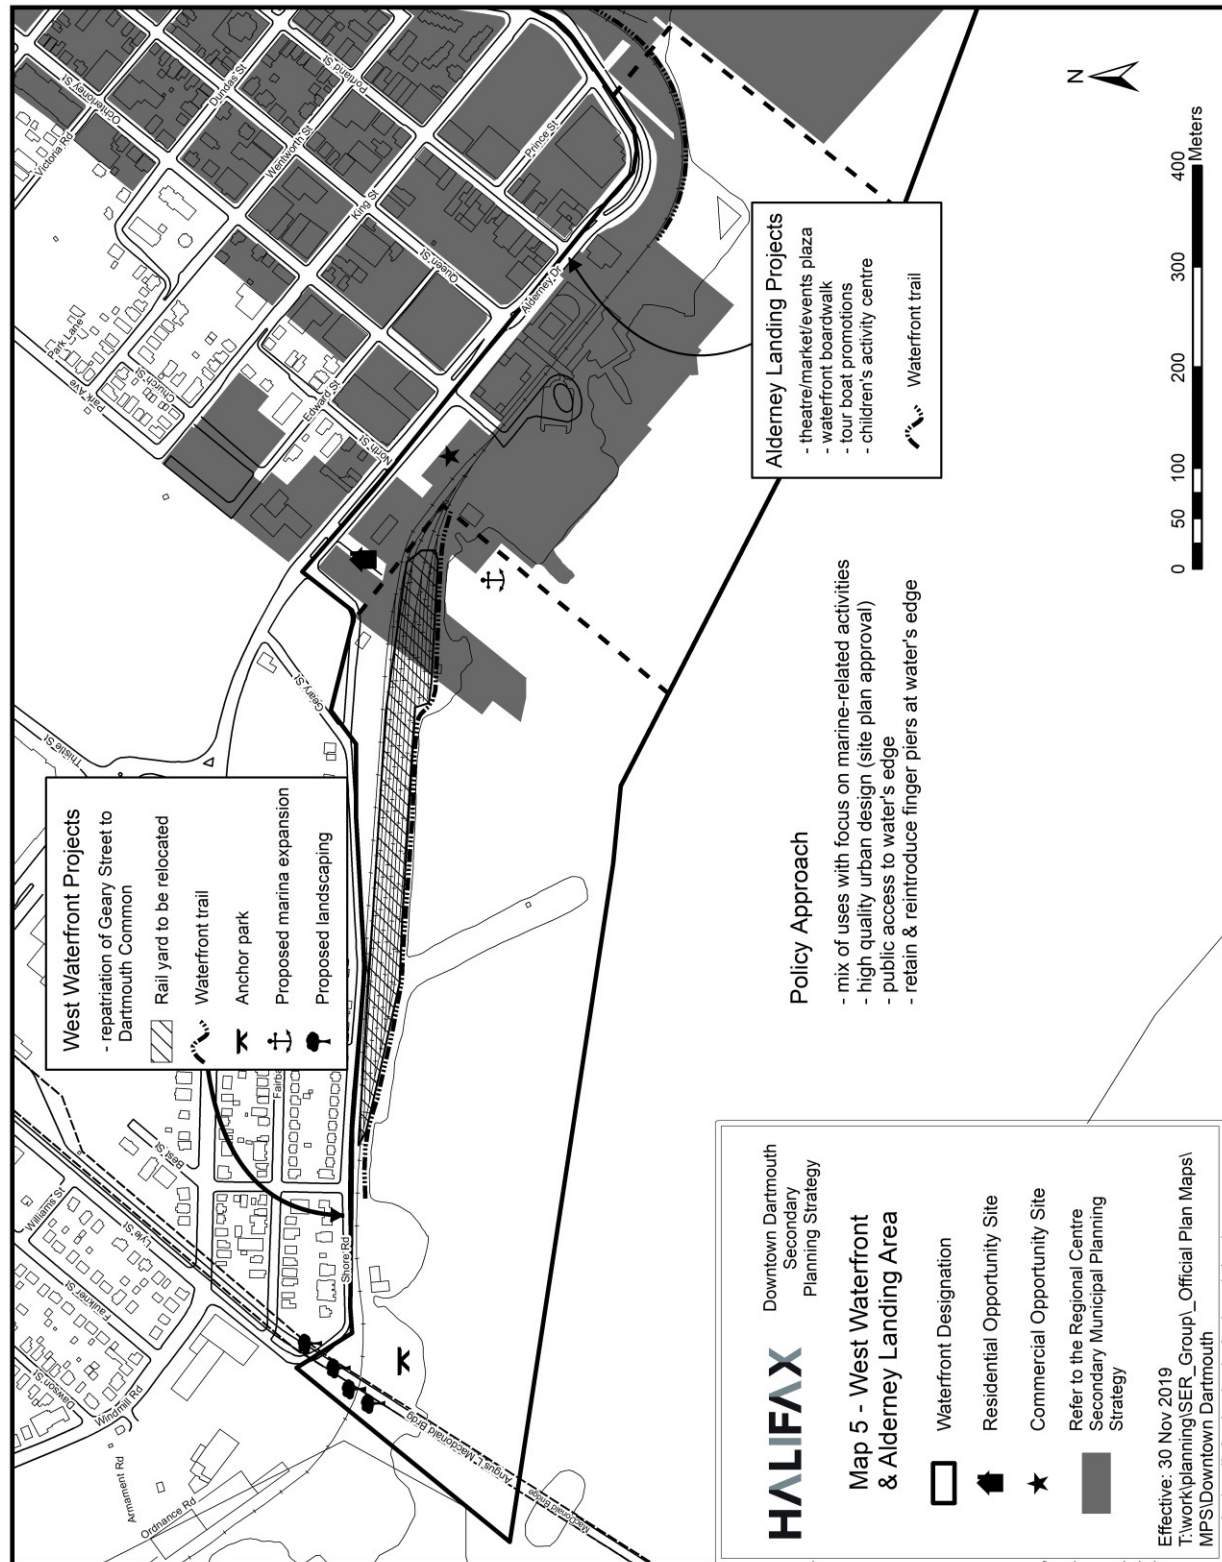 West Waterfront Projects
- repatriation of Geary Street to
Dartmouth Common
Rail yard to be relocated
Waterfront trail
Anchor park
Proposed marina expansion
Proposed landscaping
Alderney Landing Projects
- theatre/market/events plaza
- waterfront boardwalk
- tour boat promotions
- children's activity centre
Waterfront trail
Policy Approach
- mix of uses with focus on marine-related activities
- high quality urban design (site plan approval)
- public access to water's edge
- retain & reintroduce finger piers at water's edge
HALIFAX
Downtown Dartmouth
Secondary
Planning Strategy
Map 5 - West Waterfront
& Alderney Landing Area
Waterfront Designation
Residential Opportunity Site
Commercial Opportunity Site
Refer to the Regional Centre
Secondary Municipal Planning
Strategy
Effective: 30 Nov 2019
T:\work\planning\SER_Group\_Official Plan Maps\
MPS\Downtown Dartmouth
N
0 50 100 200 300 400
Meters
Ochterloney St
Victoria Rd
Dundas St
Portland St
Wentworth St
King St
Prince St
Queen St
Alderney Dr
Park Lane
Park Ave
Church St
Edward St
North St
Geary St
Thistle St
Fairba
Best St
Shore Rd
Williams St
Lyle St
Faulkner St
Dawson St
Windmill Rd
Armament Rd
Ordnance Rd
Angus L Macdonald Brdg
MacDonald Bridge